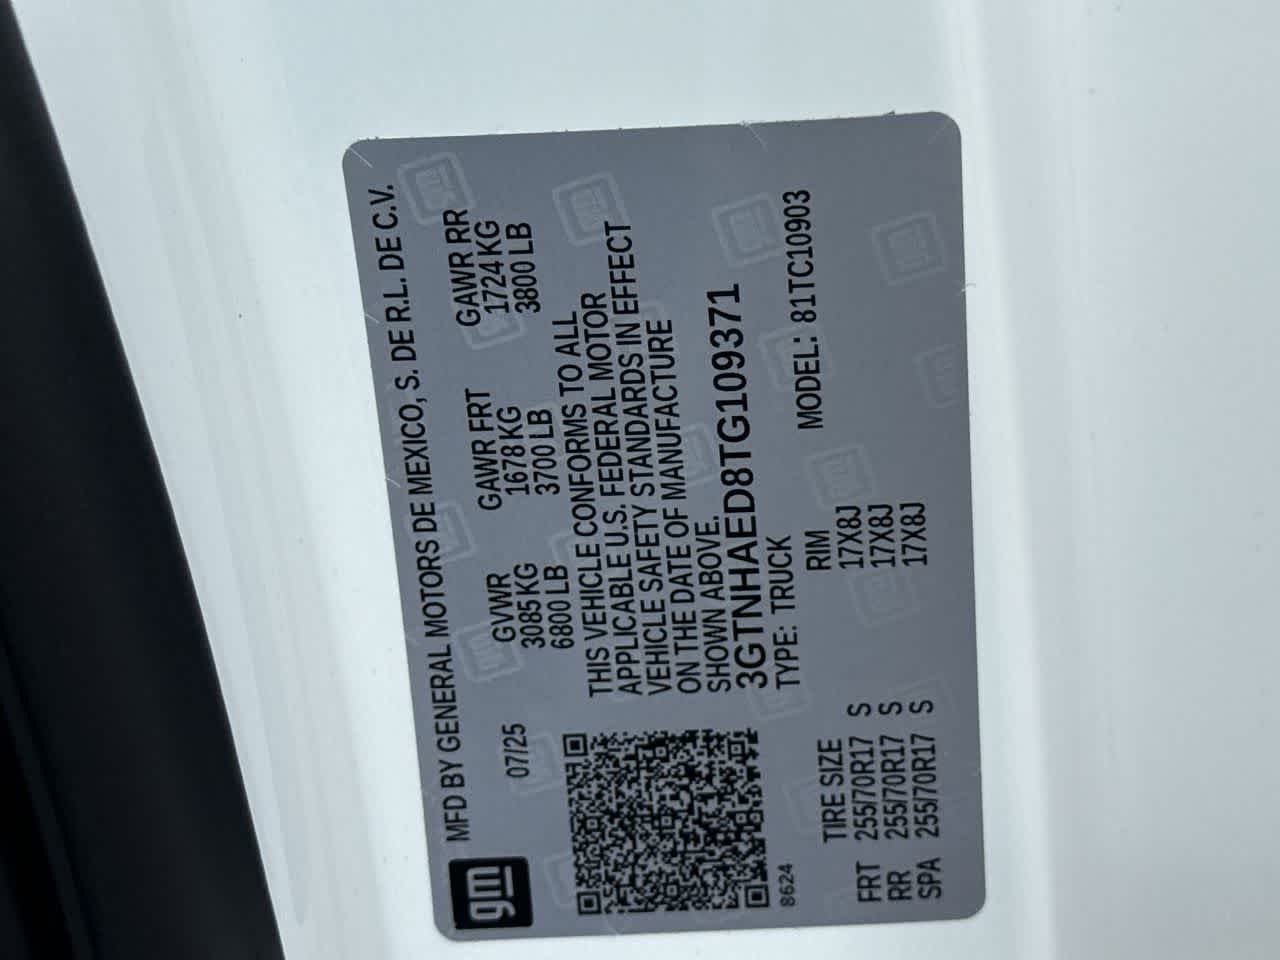 gm
MFD BY GENERAL MOTORS DE MEXICO, S. DE R.L. DE C.V.
07/25
GVWR GAWR FRT GAWR RR
3085 KG 1678 KG 1724 KG
6800 LB 3700 LB 3800 LB
THIS VEHICLE CONFORMS TO ALL
APPLICABLE U.S. FEDERAL MOTOR
VEHICLE SAFETY STANDARDS IN EFFECT
ON THE DATE OF MANUFACTURE
SHOWN ABOVE.
3GTNHAED8TG109371
TYPE: TRUCK MODEL: 81TC10903
8624
TIRE SIZE RIM
FRT 255/70R17 S 17X8J
RR 255/70R17 S 17X8J
SPA 255/70R17 S 17X8J